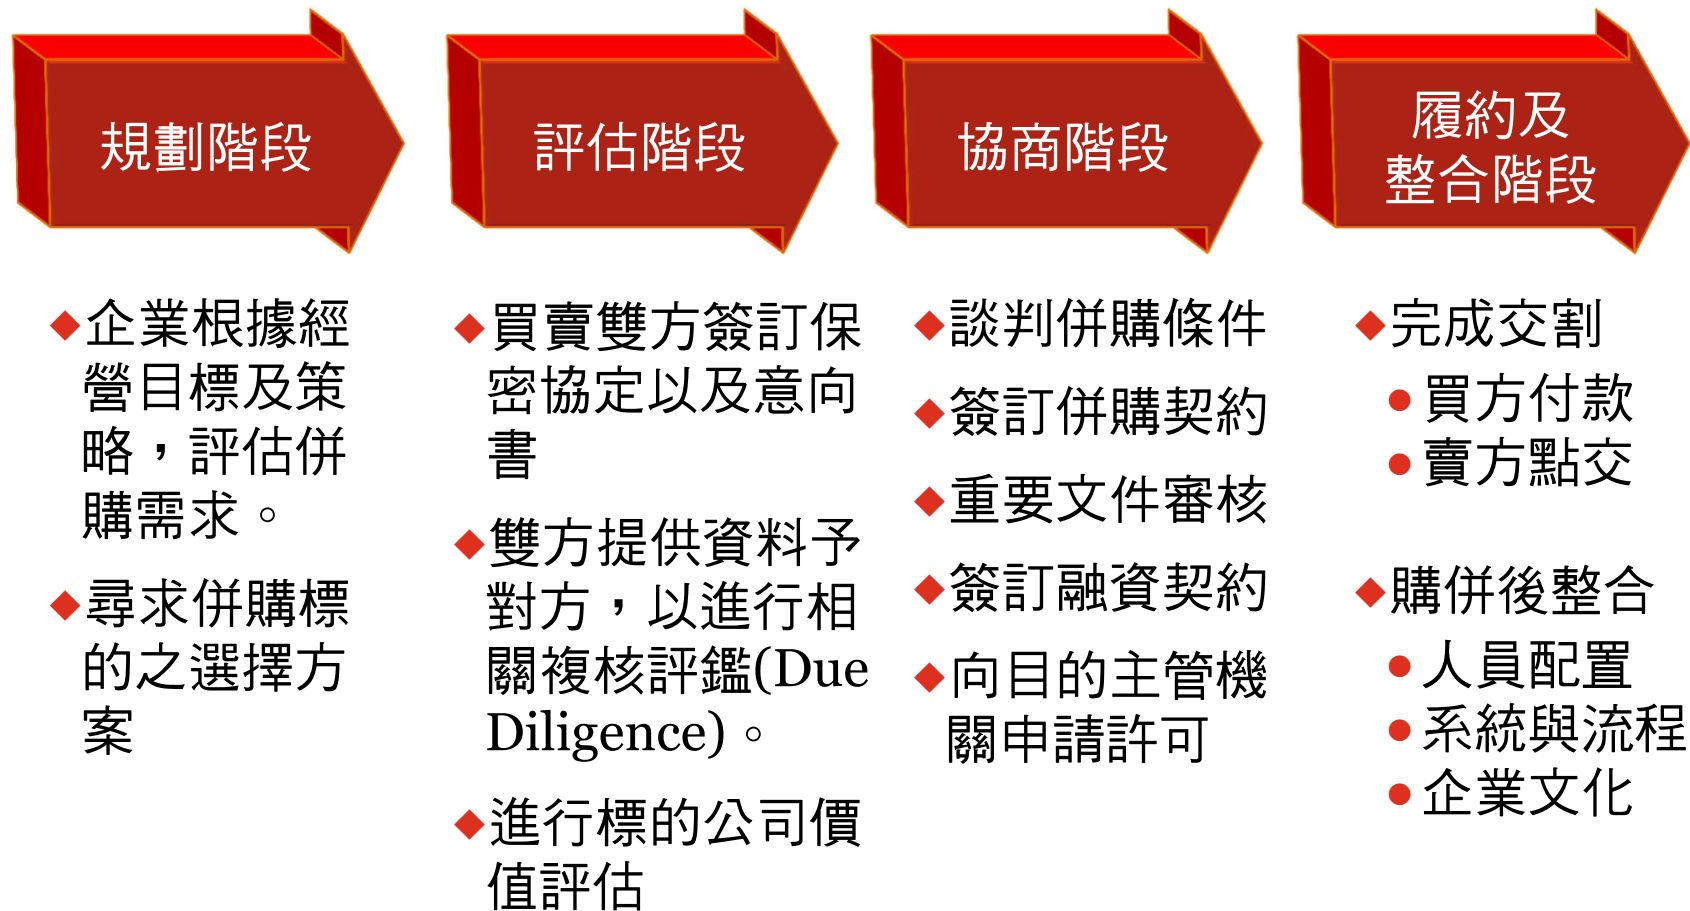 規劃階段
◆企業根據經
營目標及策
略，評估併
購需求。
◆尋求併購標
的之選擇方
案
評估階段
◆買賣雙方簽訂保
密協定以及意向
書
◆雙方提供資料予
對方，以進行相
關複核評鑑(Due
Diligence)。
◆進行標的公司價
值評估
協商階段
◆談判併購條件
◆簽訂併購契約
◆重要文件審核
◆簽訂融資契約
◆向目的主管機
關申請許可
履約及
整合階段
◆完成交割
●買方付款
●賣方點交
◆購併後整合
●人員配置
●系統與流程
●企業文化